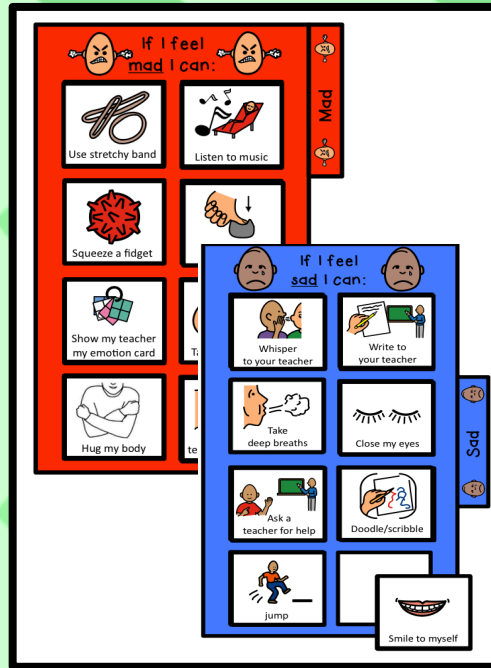 If I feel
mad I can:
Mad
Use stretchy band
Listen to music
Squeeze a fidget
Show my teacher
my emotion card
Hug my body
If I feel
sad I can:
Sad
Whisper
to your teacher
Write to
your teacher
Take
deep breaths
Close my eyes
Ask a
teacher for help
Doodle/scribble
jump
Smile to myself